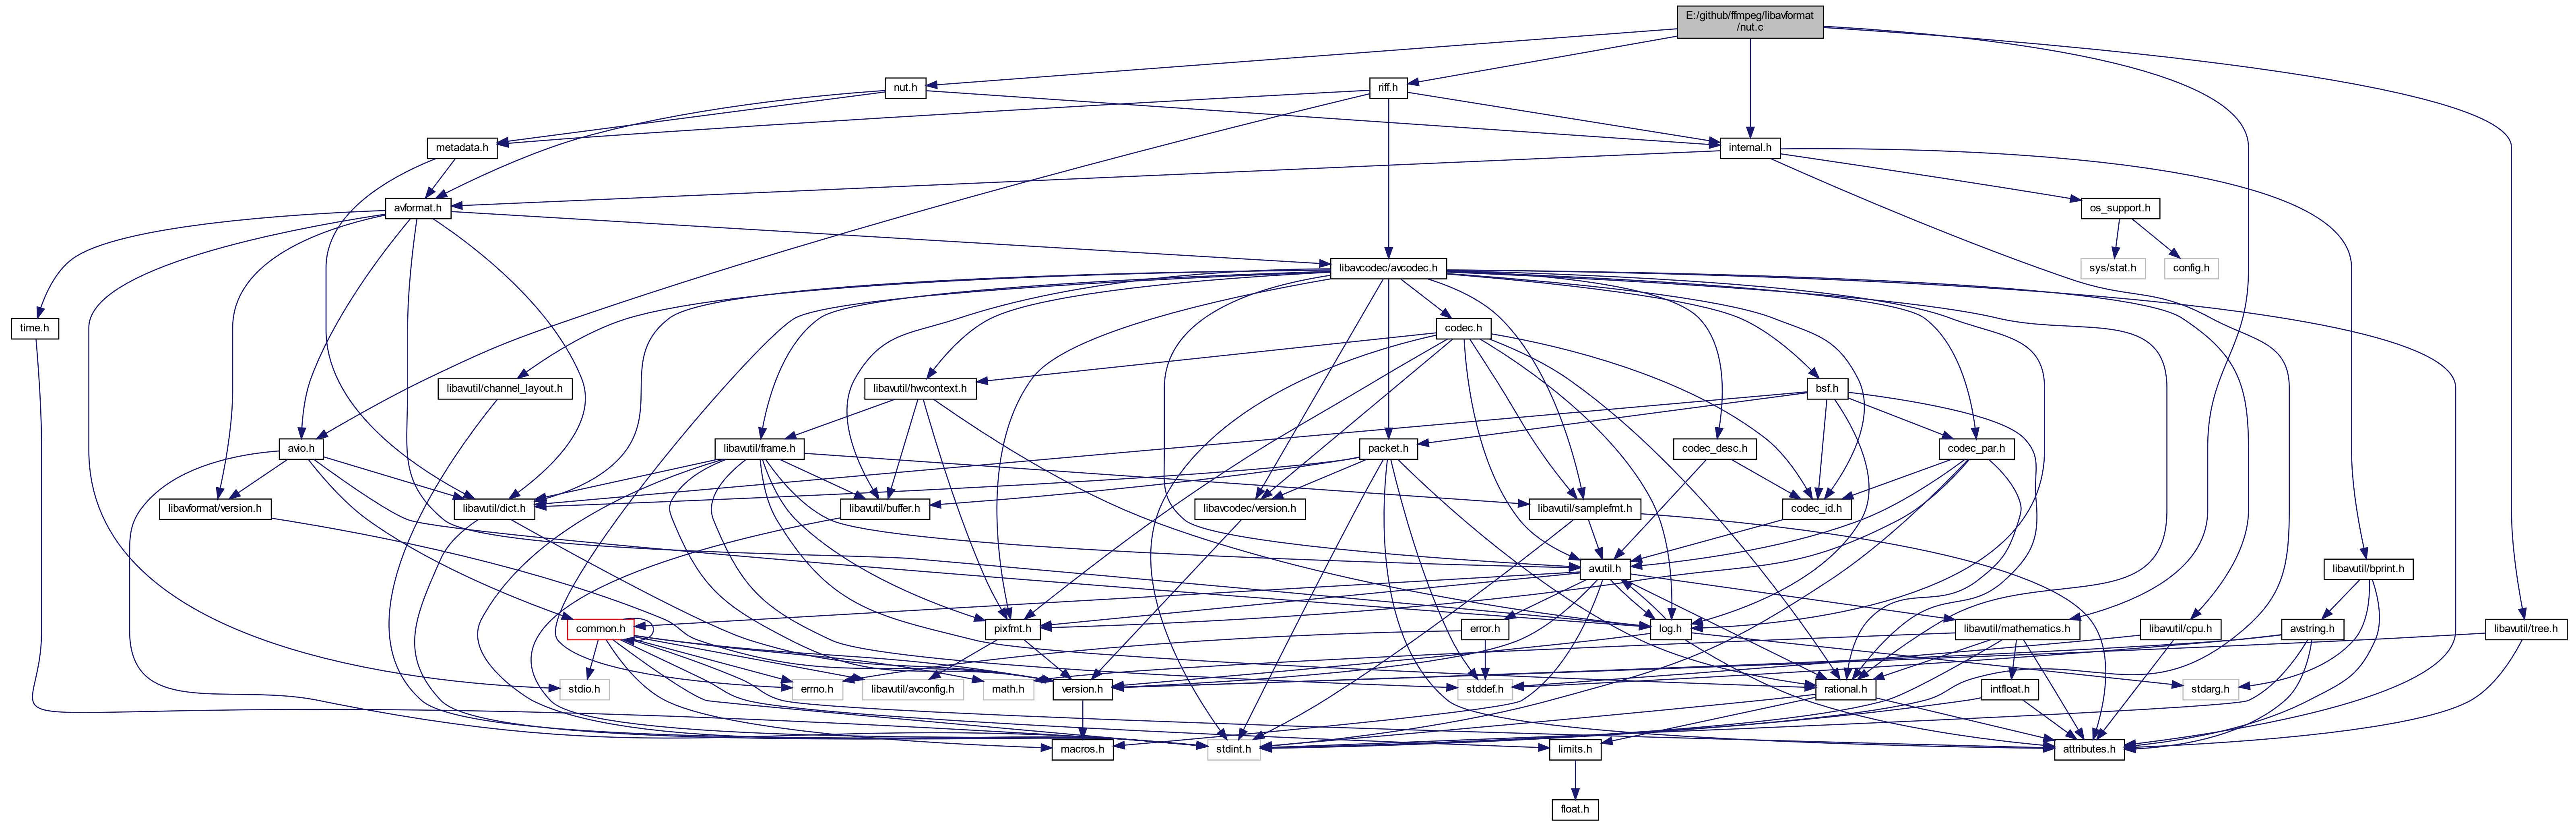 E:/github/ffmpeg/libavformat
/nut.c
nut.h
riff.h
metadata.h
internal.h
avformat.h
os_support.h
libavcodec/avcodec.h
sys/stat.h
config.h
time.h
codec.h
libavutil/channel_layout.h
libavutil/hwcontext.h
bsf.h
avio.h
libavutil/frame.h
packet.h
codec_desc.h
codec_par.h
libavformat/version.h
libavutil/dict.h
libavutil/buffer.h
libavcodec/version.h
libavutil/samplefmt.h
codec_id.h
avutil.h
libavutil/bprint.h
common.h
pixfmt.h
error.h
log.h
libavutil/mathematics.h
libavutil/cpu.h
avstring.h
libavutil/tree.h
stdio.h
errno.h
libavutil/avconfig.h
math.h
version.h
stddef.h
rational.h
intfloat.h
stdarg.h
macros.h
stdint.h
limits.h
attributes.h
float.h